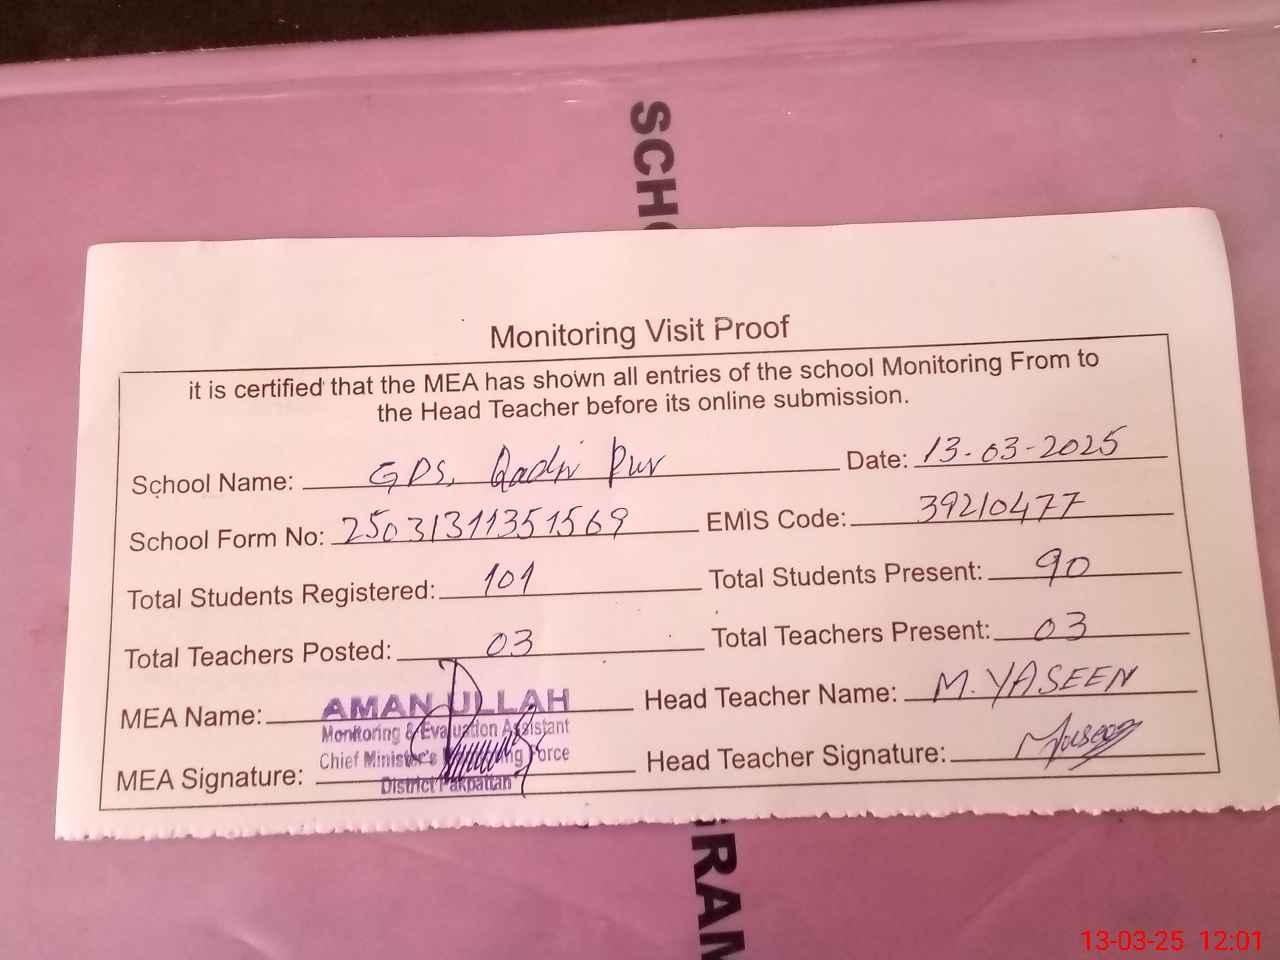 SCHO
Monitoring Visit Proof
it is certified that the MEA has shown all entries of the school Monitoring From to
the Head Teacher before its online submission.
School Name: GPS, Qadir Pur Date: 13-03-2025
School Form No: 25031311351569 EMIS Code: 39210477
Total Students Registered: 101 Total Students Present: 90
Total Teachers Posted: 03 Total Teachers Present: 03
MEA Name: AMAN ULLAH Head Teacher Name: M. YASEEN
Monitoring & Evaluation Assistant
Chief Minister's Monitoring Force
MEA Signature: Head Teacher Signature: Yaseen
District Pakpattan
RAM
13-03-25 12:01